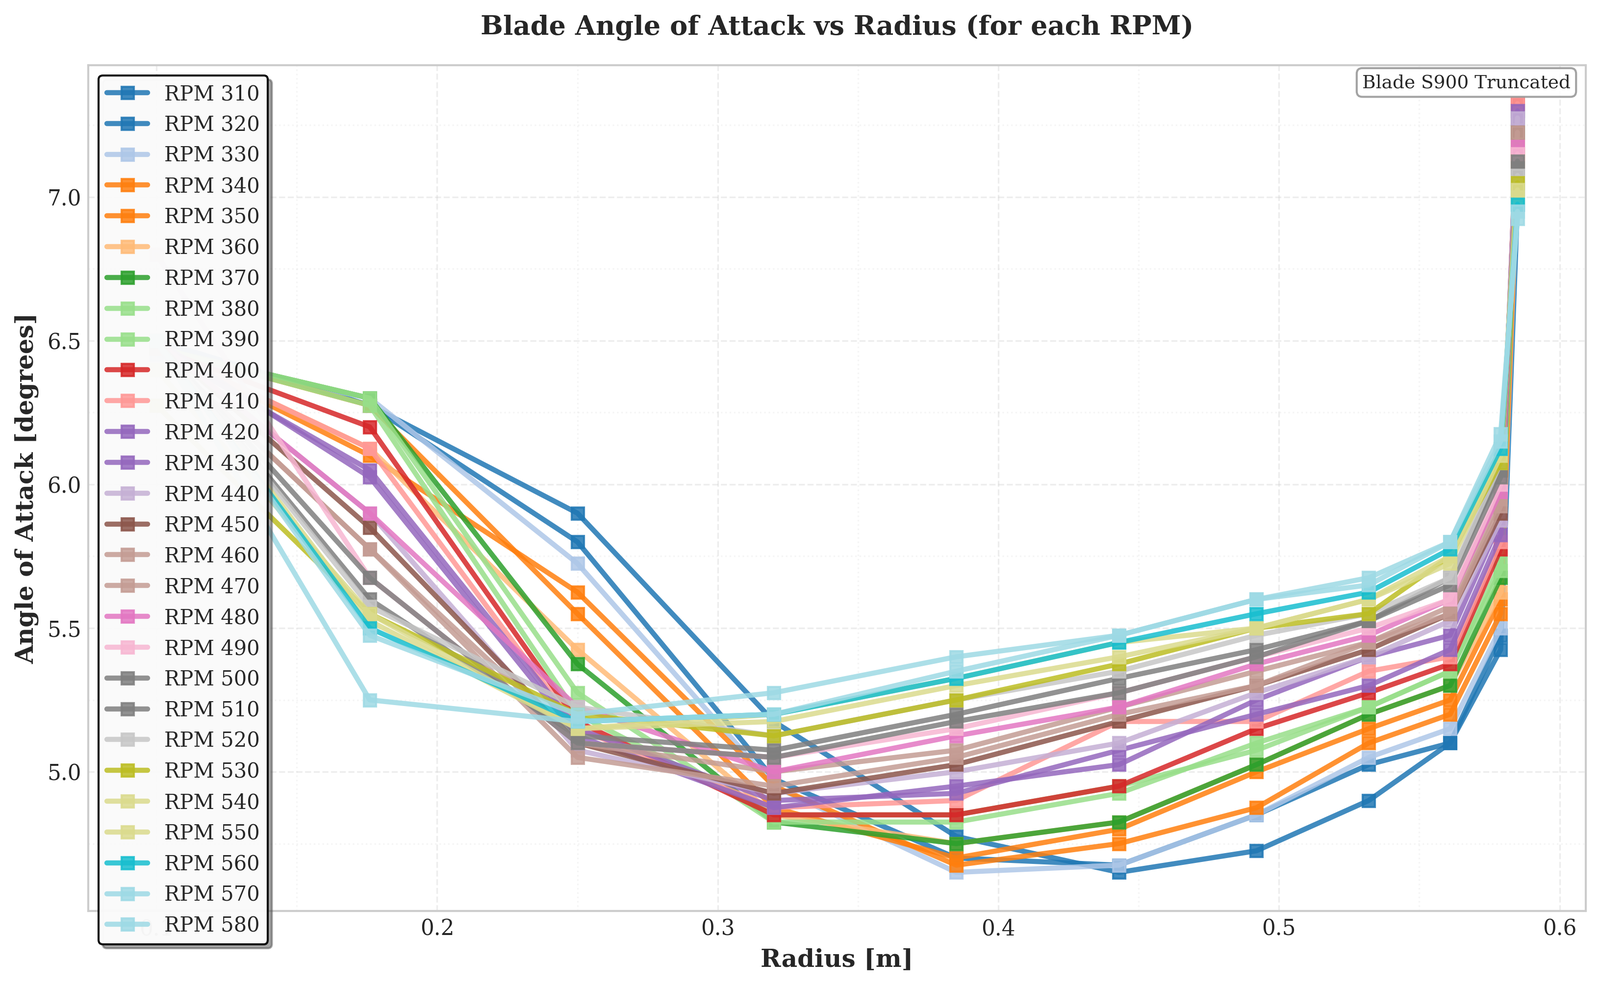 Blade Angle of Attack vs Radius (for each RPM)
Blade S900 Truncated
RPM 310
RPM 320
RPM 330
RPM 340
RPM 350
RPM 360
RPM 370
RPM 380
RPM 390
RPM 400
RPM 410
RPM 420
RPM 430
RPM 440
RPM 450
RPM 460
RPM 470
RPM 480
RPM 490
RPM 500
RPM 510
RPM 520
RPM 530
RPM 540
RPM 550
RPM 560
RPM 570
RPM 580
Angle of Attack [degrees]
7.0
6.5
6.0
5.5
5.0
0.2
0.3
0.4
0.5
0.6
Radius [m]